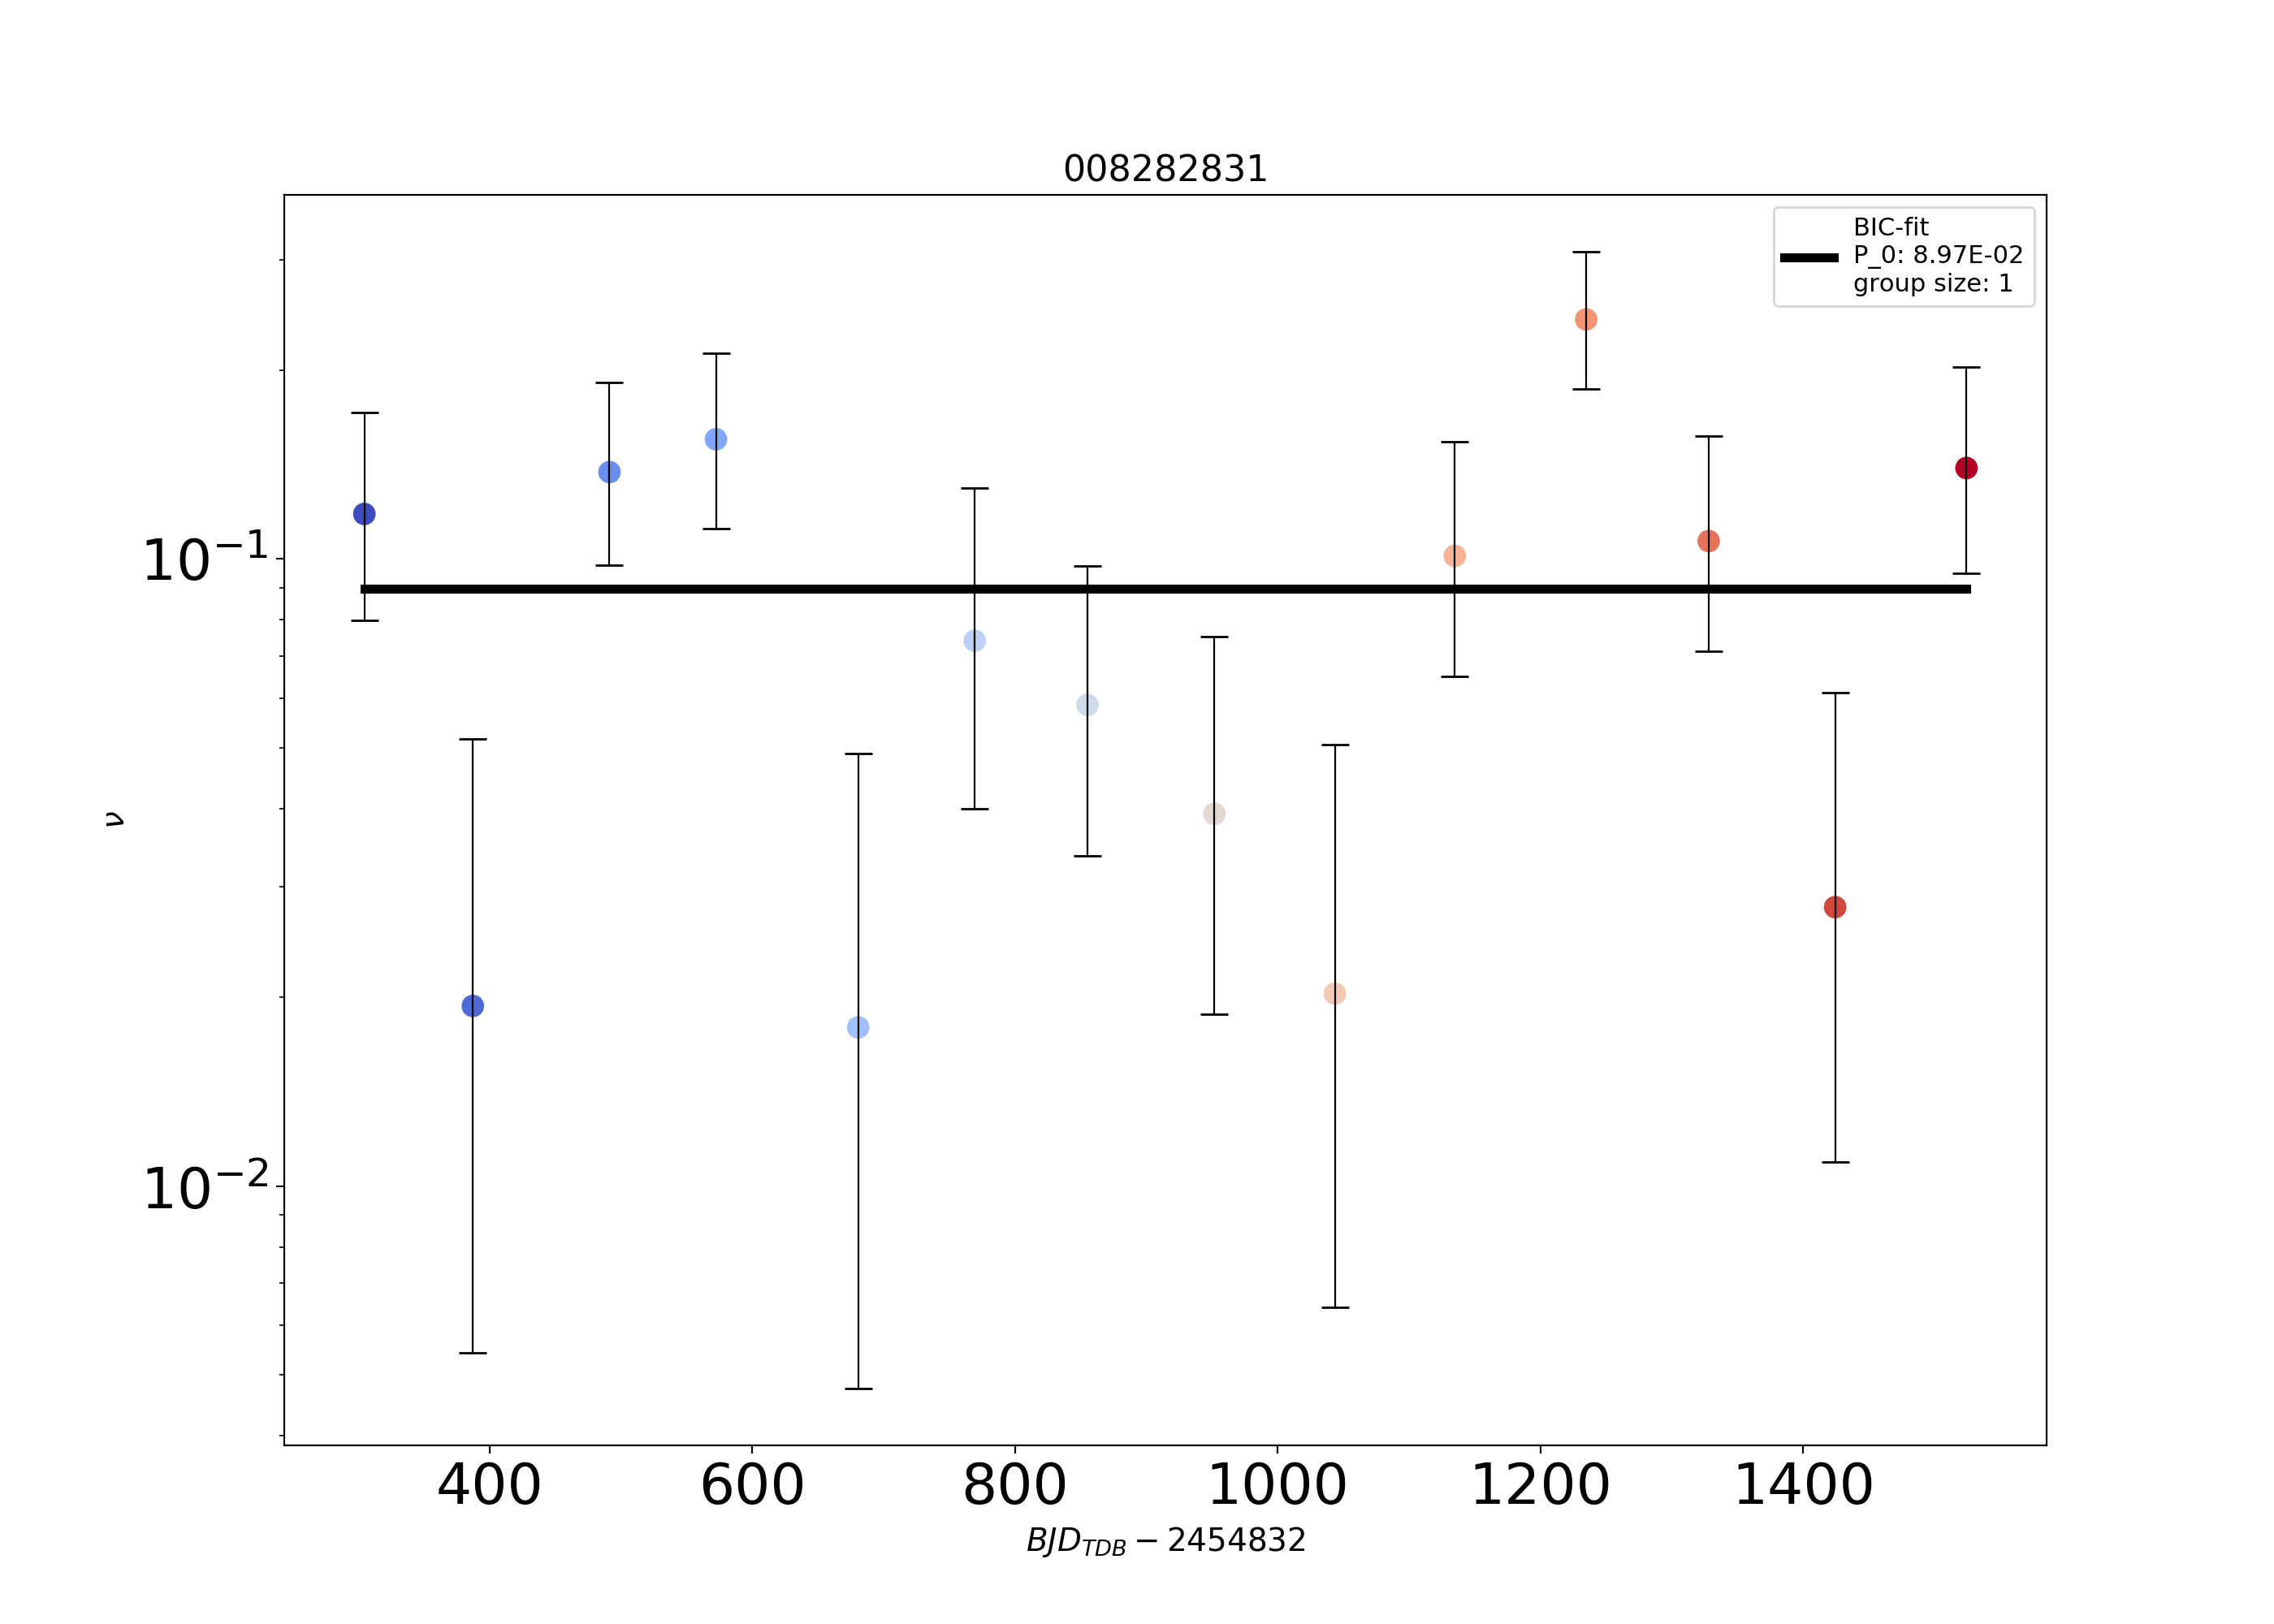 008282831
BIC-fit
P_0: 8.97E-02
group size: 1
10⁻¹
10⁻²
ν
400 600 800 1000 1200 1400
BJD_TDB − 2454832